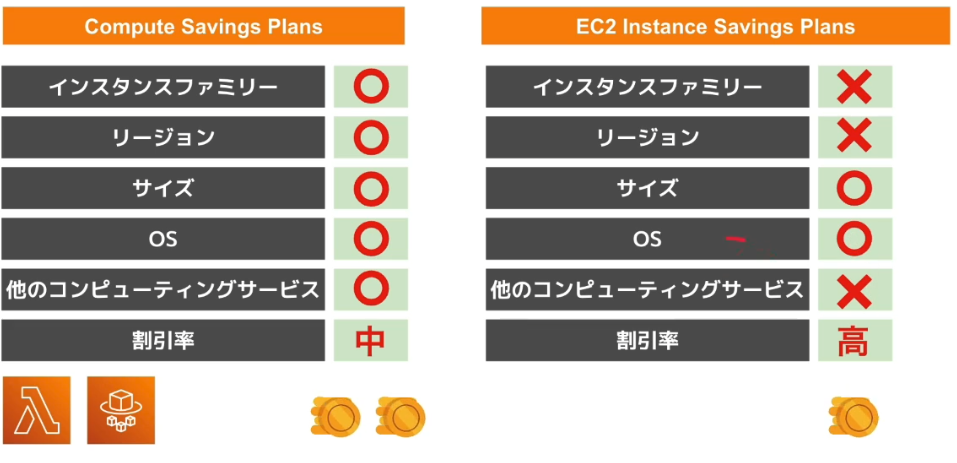 Compute Savings Plans
インスタンスファミリー
リージョン
サイズ
OS
他のコンピューティングサービス
割引率 中
EC2 Instance Savings Plans
インスタンスファミリー
リージョン
サイズ
OS
他のコンピューティングサービス
割引率 高